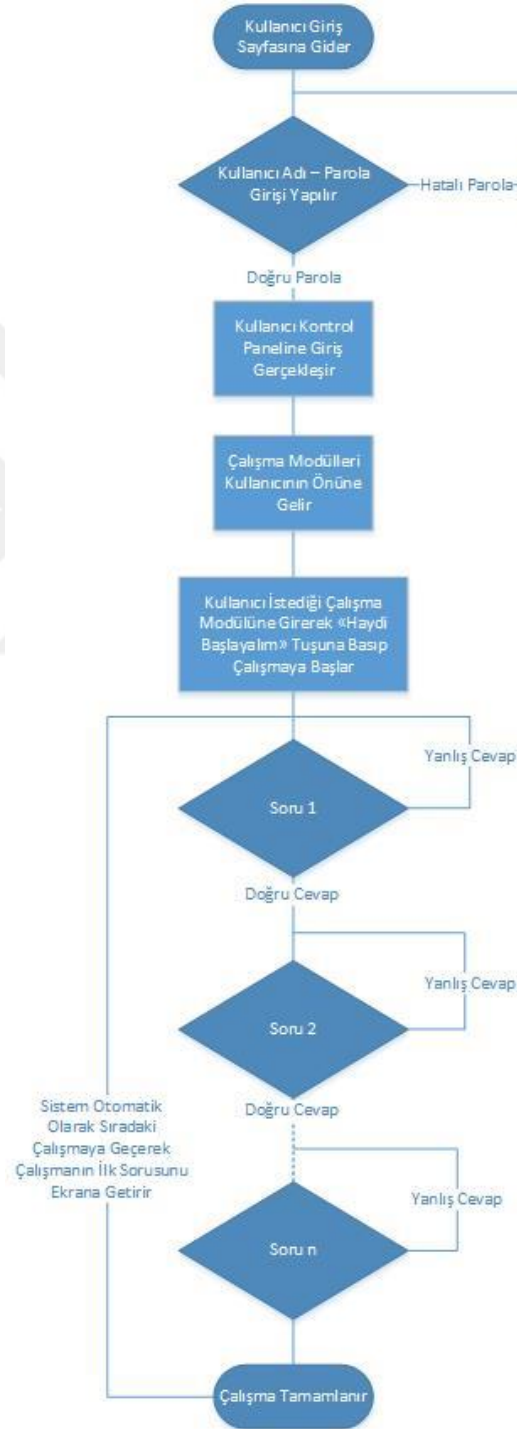 Kullanıcı Giriş
Sayfasına Gider
Kullanıcı Adı – Parola
Girişi Yapılır
Hatalı Parola
Doğru Parola
Kullanıcı Kontrol
Paneline Giriş
Gerçekleşir
Çalışma Modülleri
Kullanıcının Önüne
Gelir
Kullanıcı İstediği Çalışma
Modülüne Girerek «Haydi
Başlayalım» Tuşuna Basıp
Çalışmaya Başlar
Yanlış Cevap
Soru 1
Doğru Cevap
Yanlış Cevap
Soru 2
Doğru Cevap
Sistem Otomatik
Olarak Sıradaki
Çalışmaya Geçerek
Çalışmanın İlk Sorusunu
Ekrana Getirir
Yanlış Cevap
Soru n
Çalışma Tamamlanır